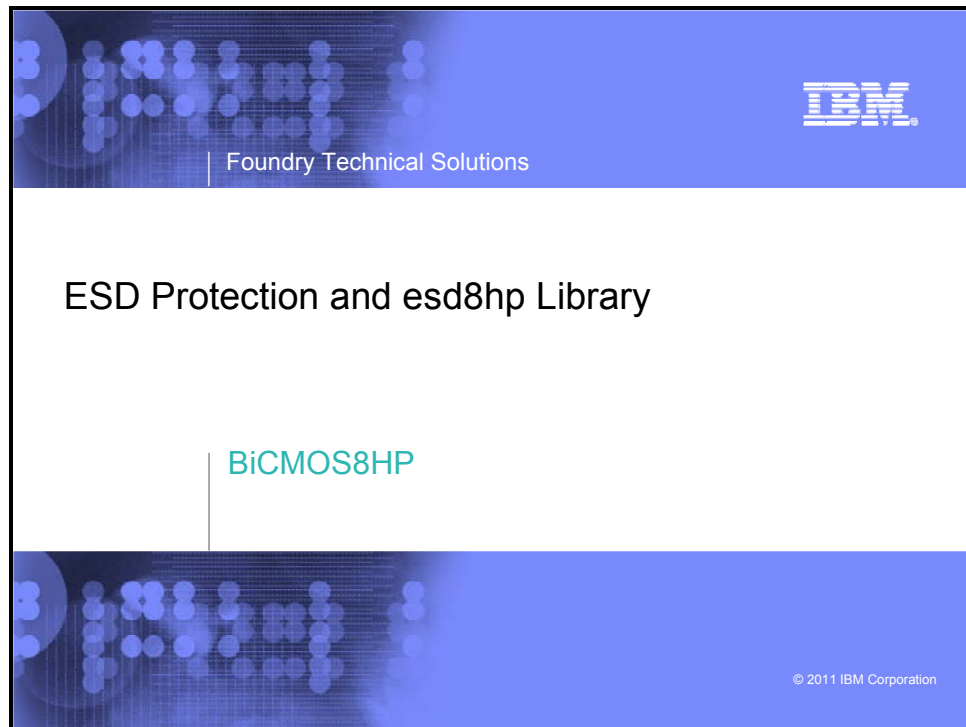 IBM®
Foundry Technical Solutions
ESD Protection and esd8hp Library
BiCMOS8HP
© 2011 IBM Corporation